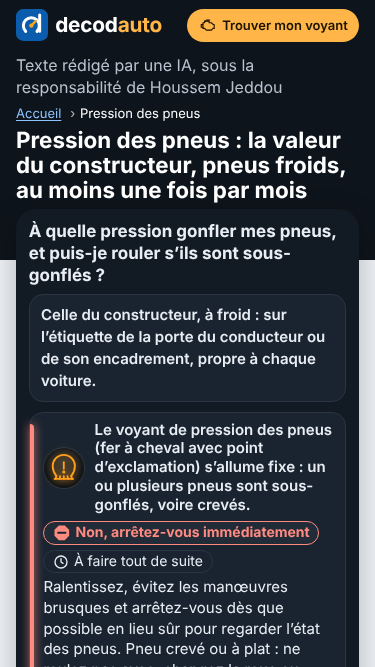 decodauto
Trouver mon voyant
Texte rédigé par une IA, sous la
responsabilité de Houssem Jeddou
Accueil › Pression des pneus
Pression des pneus : la valeur
du constructeur, pneus froids,
au moins une fois par mois
À quelle pression gonfler mes pneus,
et puis-je rouler s’ils sont sous-
gonflés ?
Celle du constructeur, à froid : sur
l’étiquette de la porte du conducteur ou
de son encadrement, propre à chaque
voiture.
Le voyant de pression des pneus
(fer à cheval avec point
d’exclamation) s’allume fixe : un
ou plusieurs pneus sont sous-
gonflés, voire crevés.
Non, arrêtez-vous immédiatement
À faire tout de suite
Ralentissez, évitez les manœuvres
brusques et arrêtez-vous dès que
possible en lieu sûr pour regarder l’état
des pneus. Pneu crevé ou à plat : ne